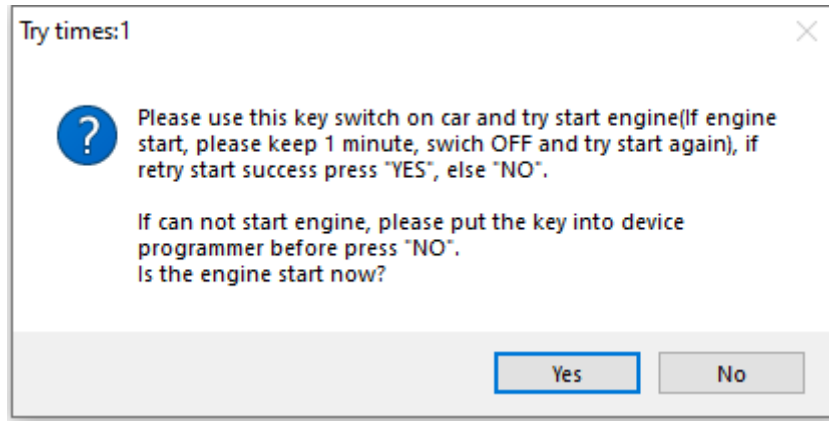 Try times:1
Please use this key switch on car and try start engine(If engine
start, please keep 1 minute, swich OFF and try start again), if
retry start success press "YES", else "NO".
If can not start engine, please put the key into device
programmer before press "NO".
Is the engine start now?
Yes
No